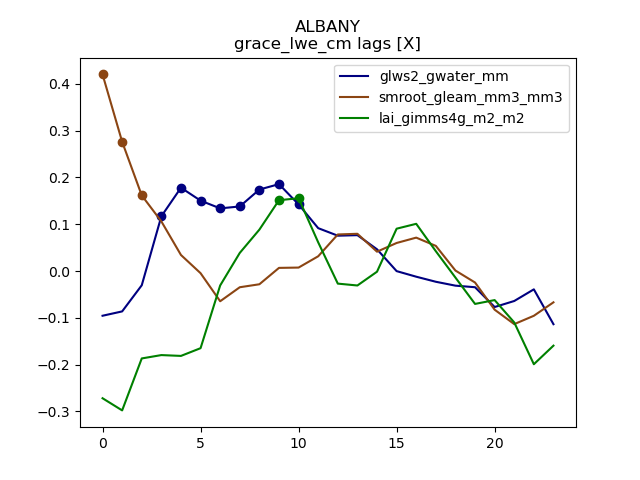 ALBANY
grace_lwe_cm lags [X]
glws2_gwater_mm
smroot_gleam_mm3_mm3
lai_gimms4g_m2_m2
0.4
0.3
0.2
0.1
0.0
−0.1
−0.2
−0.3
0 5 10 15 20